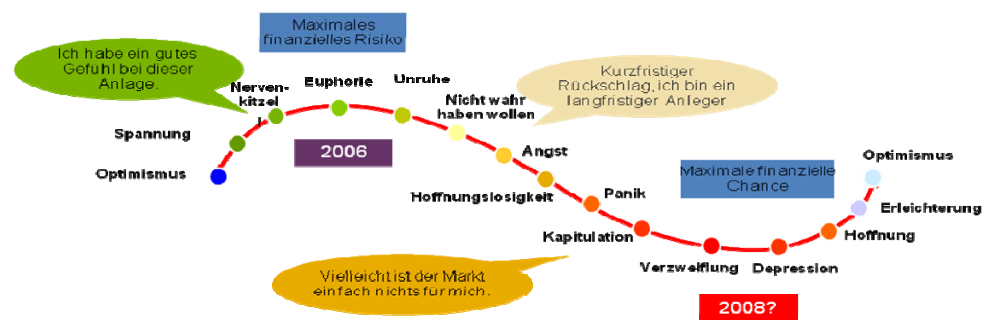 Maximales
finanzielles Risiko
Ich habe ein gutes
Gefühl bei dieser
Anlage.
Nerven-
kitzel
Euphorie
Unruhe
Kurzfristiger
Rückschlag, ich bin ein
langfristiger Anleger
Nicht wahr
haben wollen
Spannung
2006
Angst
Optimismus
Optimismus
Maximale finanzielle
Chance
Hoffnungslosigkeit
Panik
Erleichterung
Kapitulation
Hoffnung
Verzweiflung
Depression
Vielleicht ist der Markt
einfach nichts für mich.
2008?